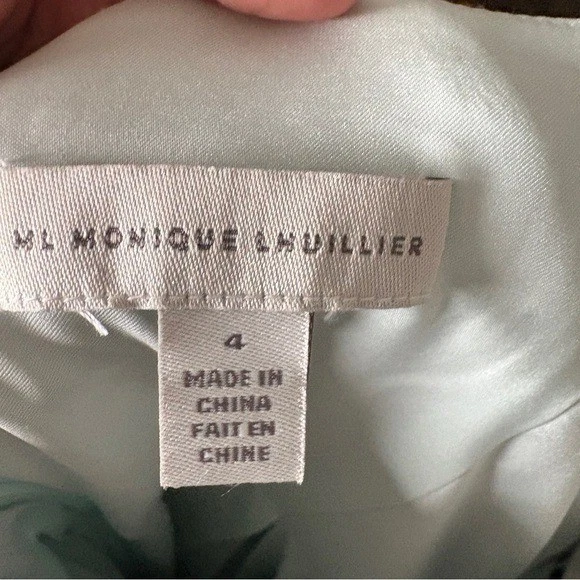 ML MONIQUE LHUILLIER
4
MADE IN
CHINA
FAIT EN
CHINE